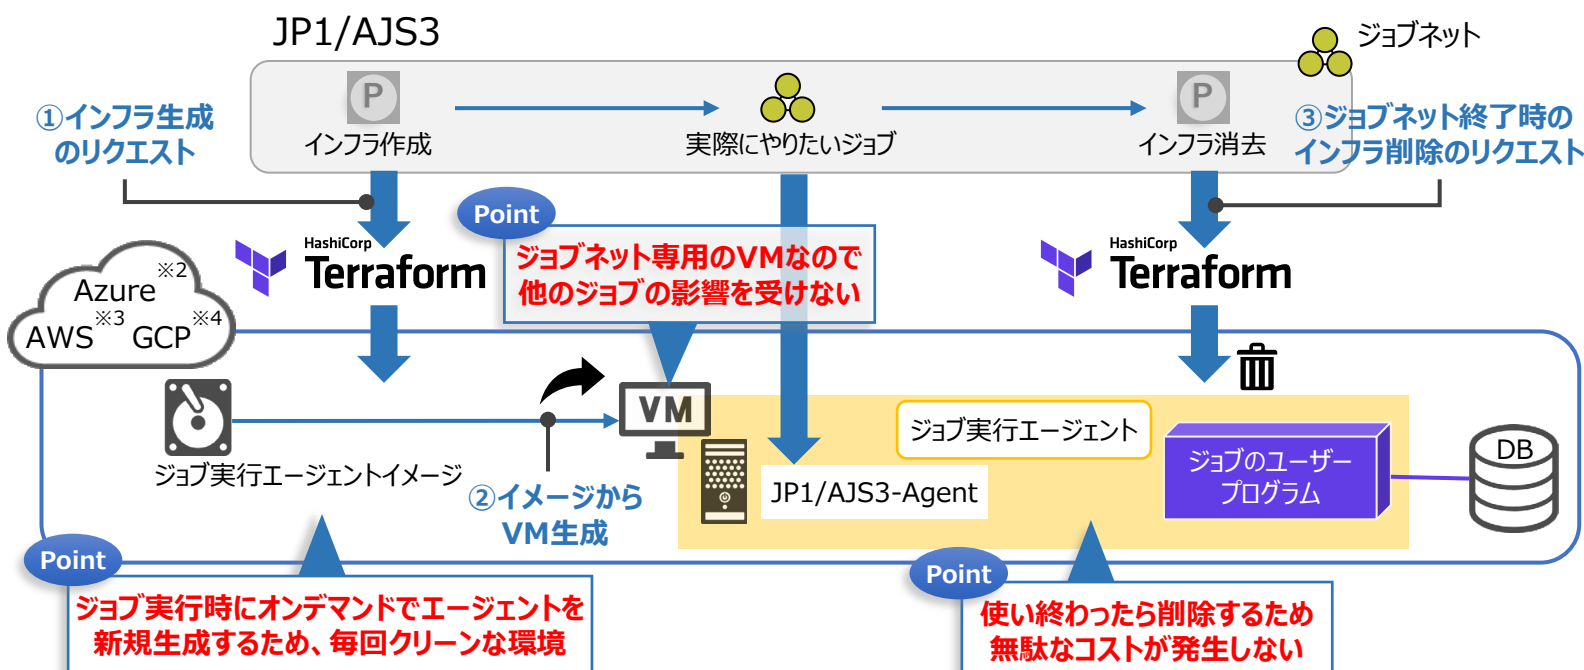 JP1/AJS3
ジョブネット
P
P
インフラ作成
実際にやりたいジョブ
インフラ消去
①インフラ生成
のリクエスト
③ジョブネット終了時の
インフラ削除のリクエスト
Point
ジョブネット専用のVMなので
他のジョブの影響を受けない
HashiCorp
Terraform
HashiCorp
Terraform
Azure※2
AWS※3 GCP※4
VM
ジョブ実行エージェントイメージ
②イメージから
VM生成
ジョブ実行エージェント
JP1/AJS3-Agent
ジョブのユーザー
プログラム
DB
Point
ジョブ実行時にオンデマンドでエージェントを
新規生成するため、毎回クリーンな環境
Point
使い終わったら削除するため
無駄なコストが発生しない